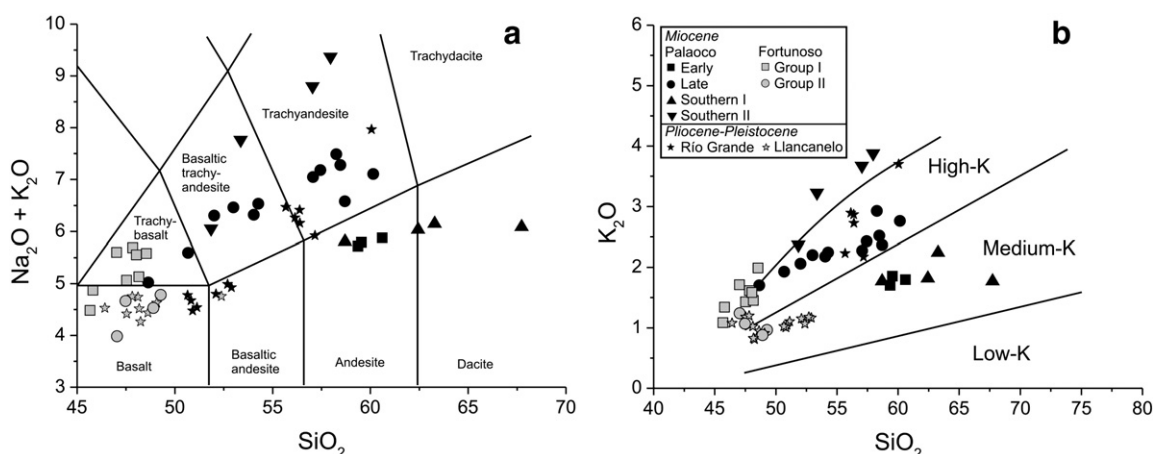 a
10
9
8
7
6
5
4
3
Na2O + K2O
Trachydacite
Trachyandesite
Basaltic
trachy-
andesite
Trachy-
basalt
Basalt
Basaltic
andesite
Andesite
Dacite
45 50 55 60 65 70
SiO2
b
6
5
4
3
2
1
0
K2O
Miocene
Palaoco Fortunoso
Early Group I
Late Group II
Southern I
Southern II
Pliocene-Pleistocene
Río Grande Llancanelo
High-K
Medium-K
Low-K
40 45 50 55 60 65 70 75 80
SiO2